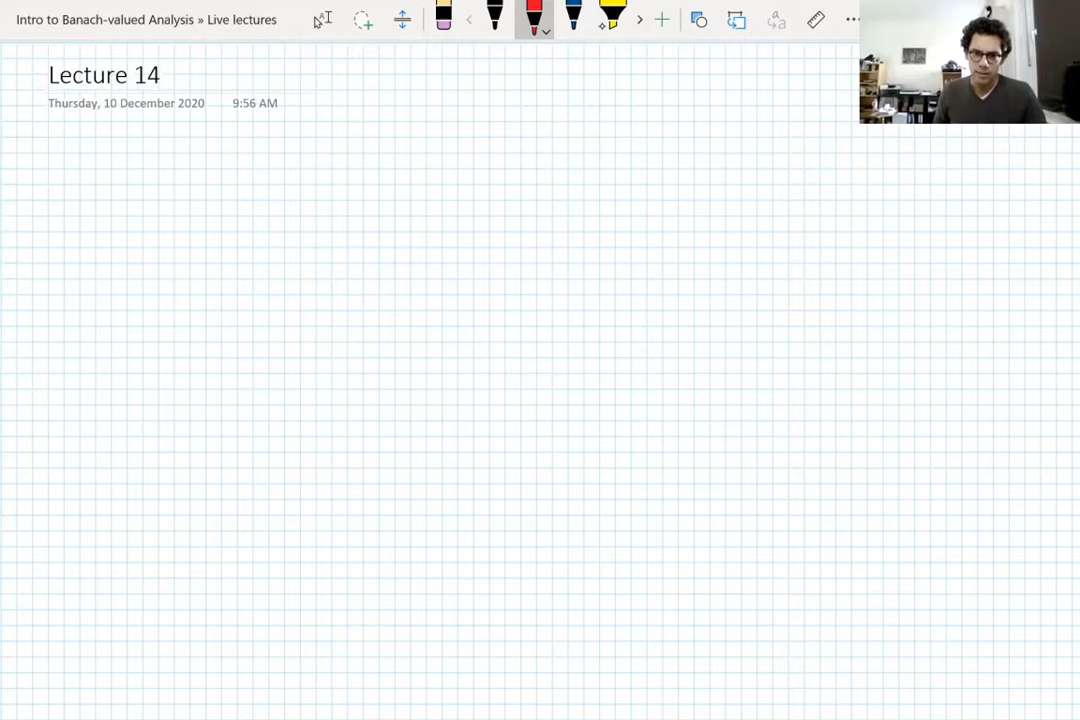 Intro to Banach-valued Analysis » Live lectures
Lecture 14
Thursday, 10 December 2020 9:56 AM